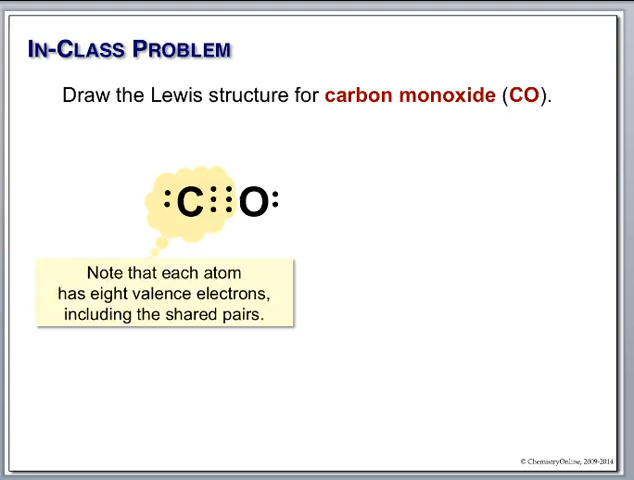 IN-CLASS PROBLEM
Draw the Lewis structure for carbon monoxide (CO).
:C⋮⋮O:
Note that each atom
has eight valence electrons,
including the shared pairs.
© ChemistryOnline, 2009-2014